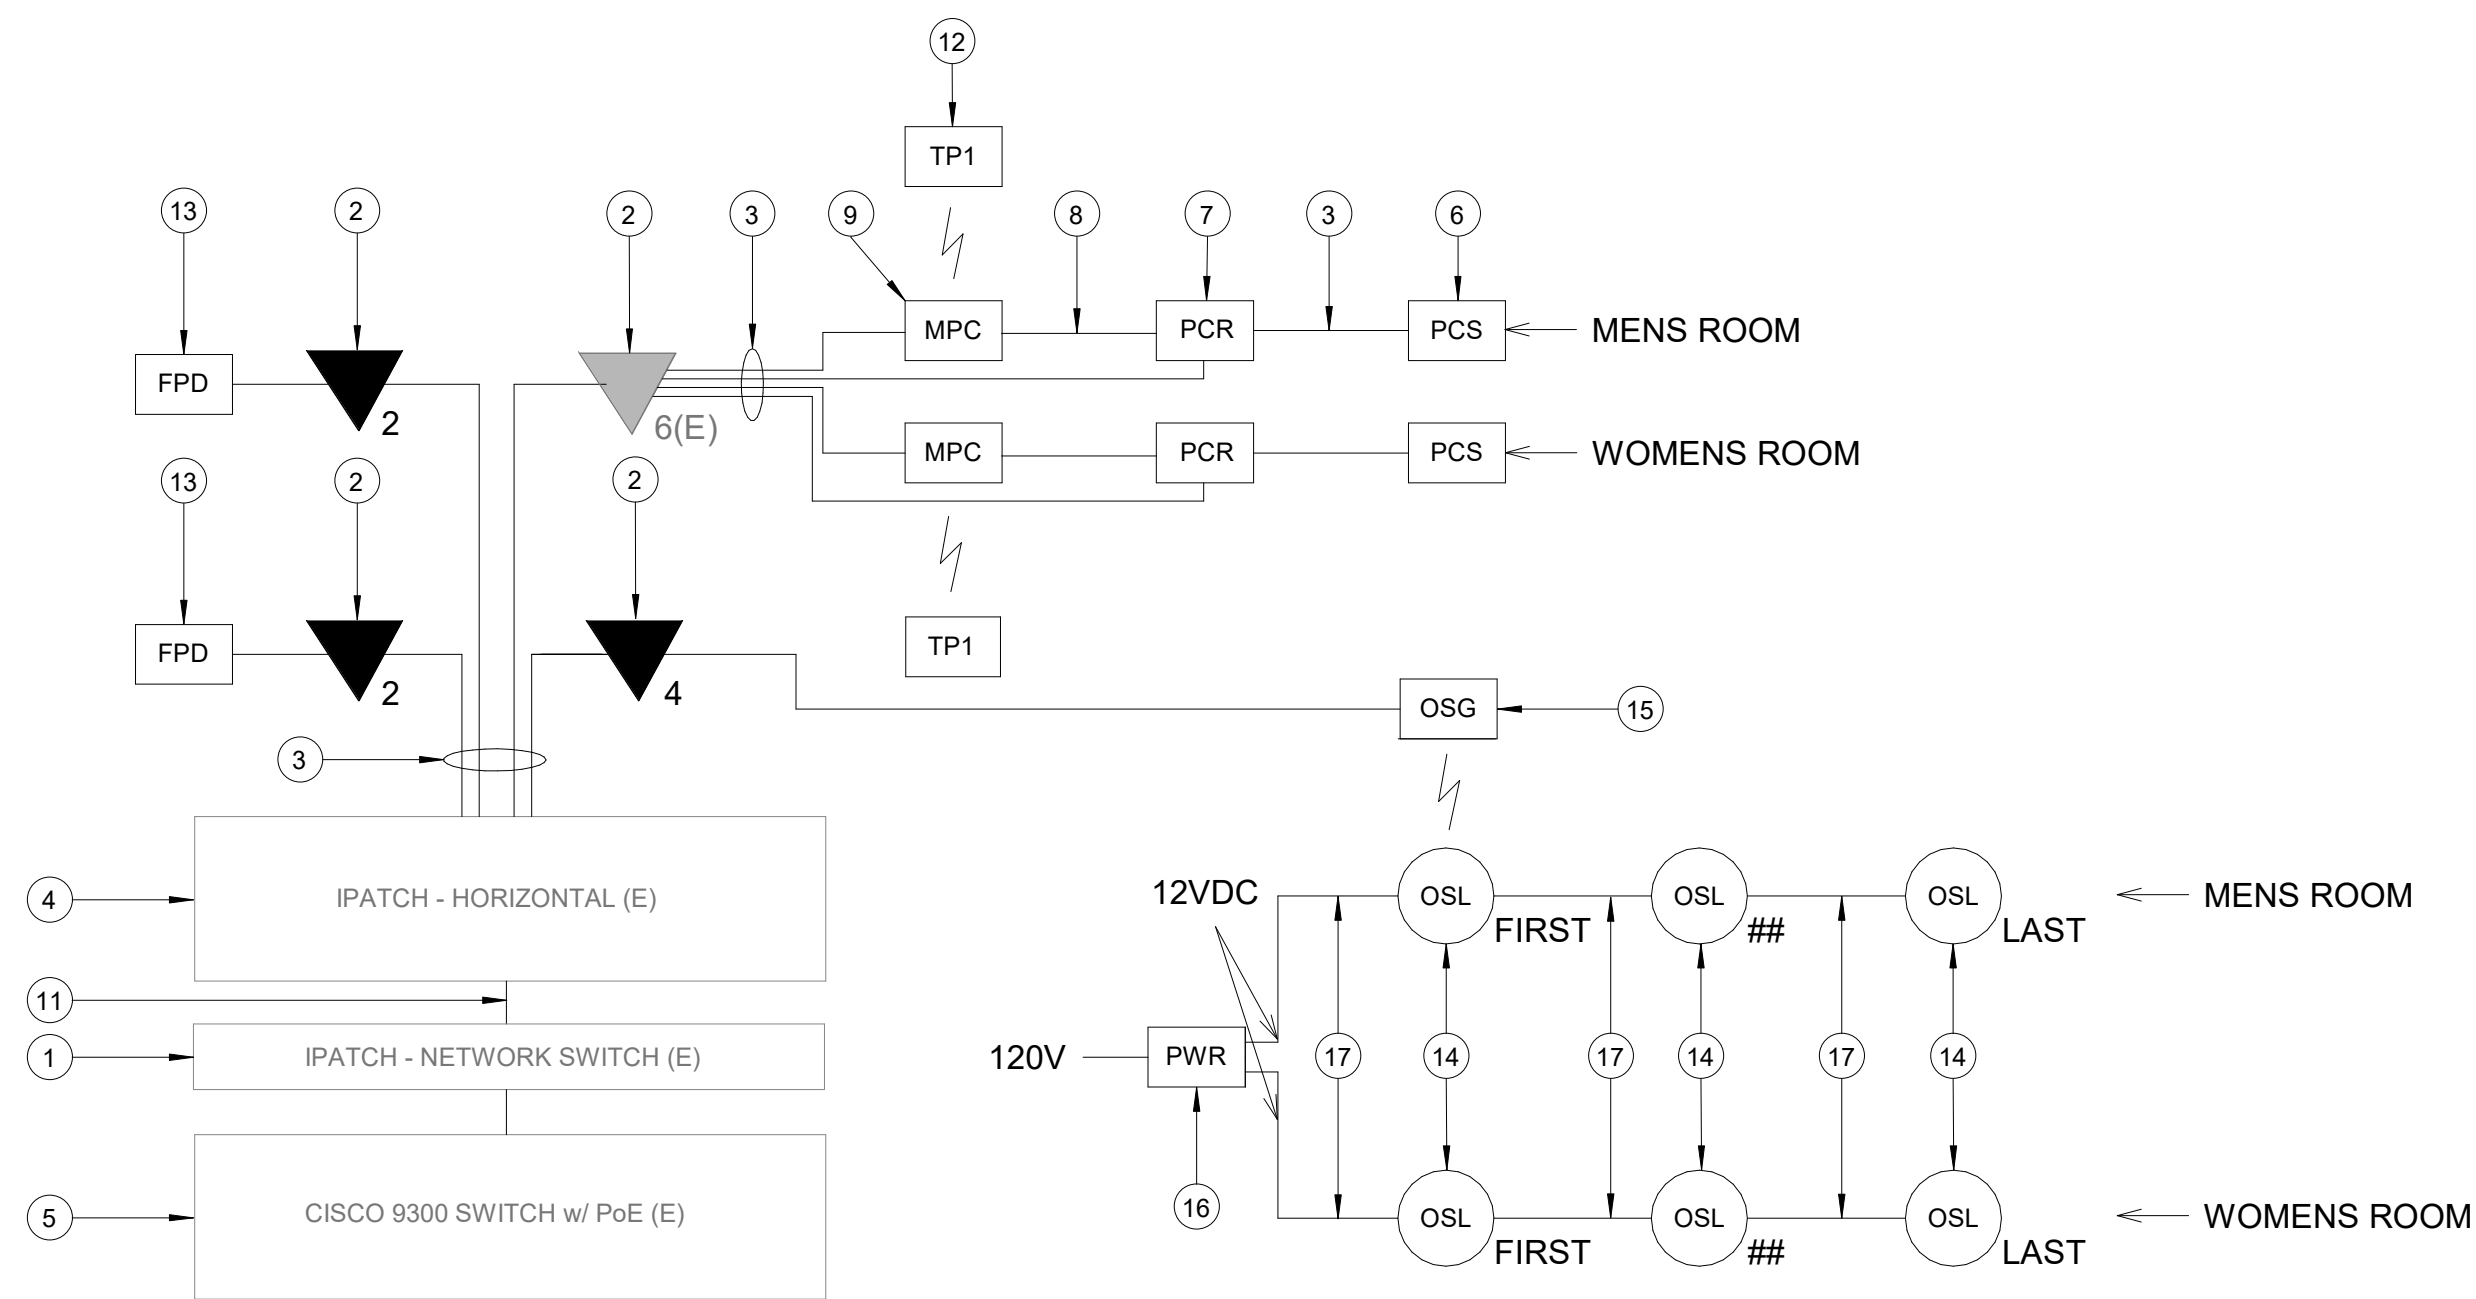 12
TP1
13
2
2
3
9
8
7
3
6
FPD
2
6(E)
MPC
PCR
PCS
MENS ROOM
MPC
PCR
PCS
WOMENS ROOM
13
2
2
FPD
2
4
TP1
OSG
15
3
4
IPATCH - HORIZONTAL (E)
11
1
IPATCH - NETWORK SWITCH (E)
5
CISCO 9300 SWITCH w/ PoE (E)
12VDC
OSL
FIRST
OSL
##
OSL
LAST
MENS ROOM
120V
PWR
17
14
17
14
17
14
16
OSL
FIRST
OSL
##
OSL
LAST
WOMENS ROOM